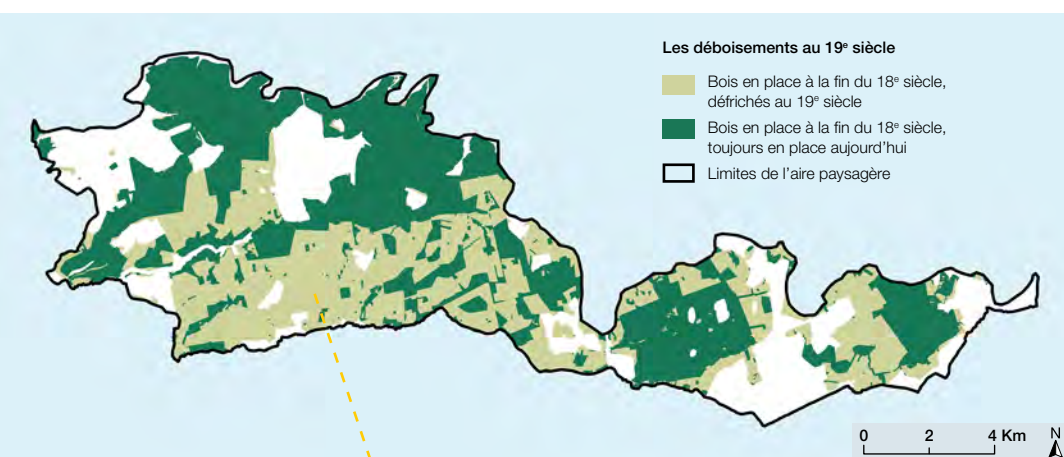 Les déboisements au 19e siècle
Bois en place à la fin du 18e siècle,
défrichés au 19e siècle
Bois en place à la fin du 18e siècle,
toujours en place aujourd'hui
Limites de l'aire paysagère
0 2 4 Km N